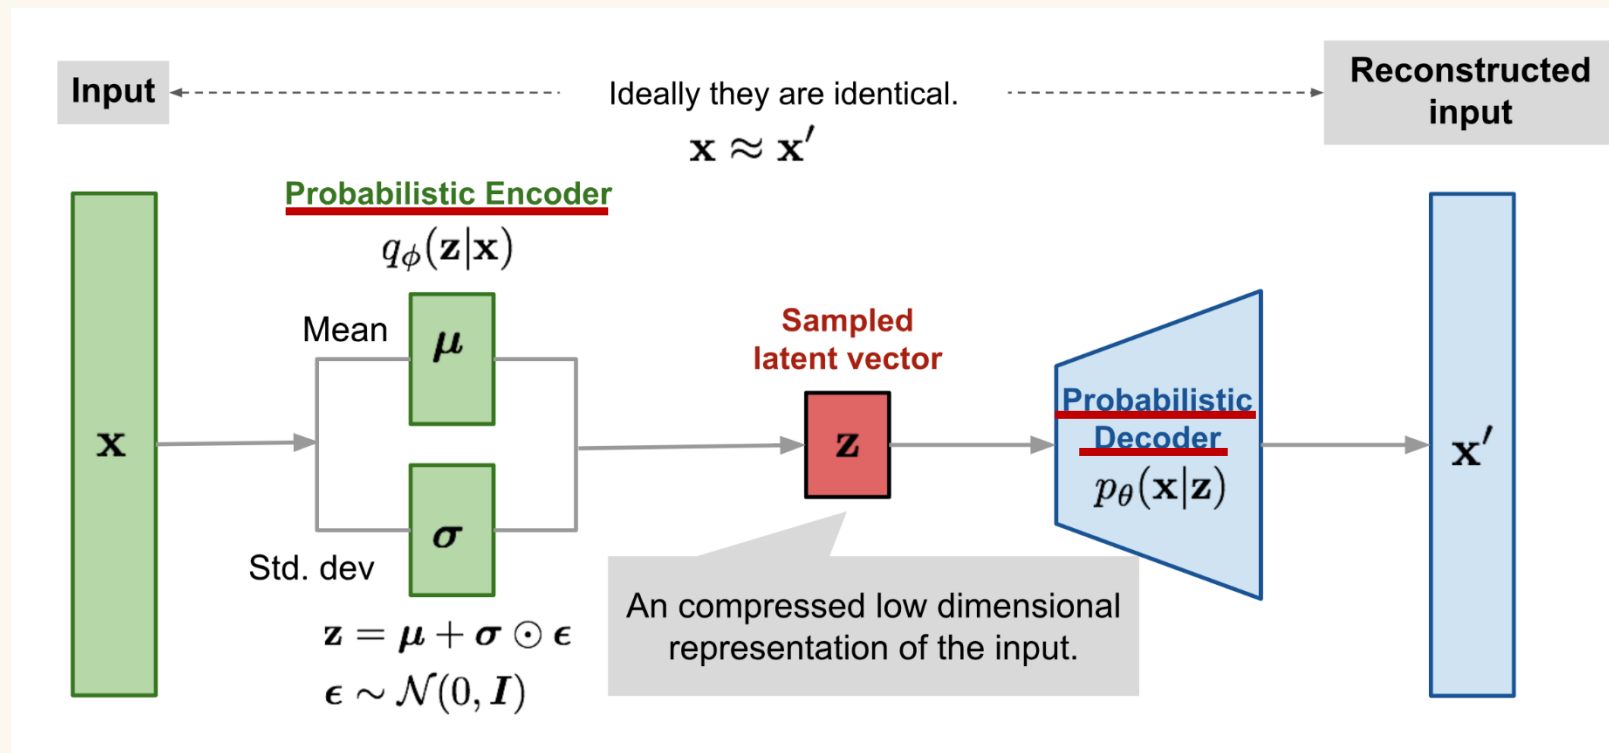 Input
Ideally they are identical.
x ≈ x′
Reconstructed
input
Probabilistic Encoder
qϕ(z|x)
Mean
μ
x
σ
Std. dev
z = μ + σ ⊙ ϵ
ϵ ∼ 𝒩(0, I)
Sampled
latent vector
z
An compressed low dimensional
representation of the input.
Probabilistic
Decoder
pθ(x|z)
x′